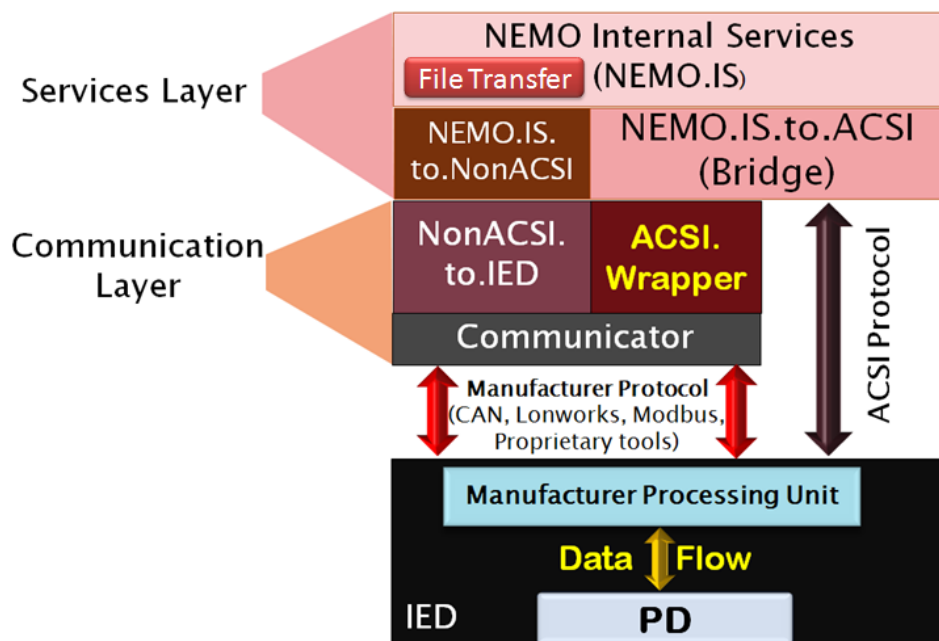 NEMO Internal Services
File Transfer
(NEMO.IS)
Services Layer
NEMO.IS.
to.NonACSI
NEMO.IS.to.ACSI
(Bridge)
Communication
Layer
NonACSI.
to.IED
ACSI.
Wrapper
Communicator
ACSI Protocol
Manufacturer Protocol
(CAN, Lonworks, Modbus,
Proprietary tools)
Manufacturer Processing Unit
Data Flow
IED
PD